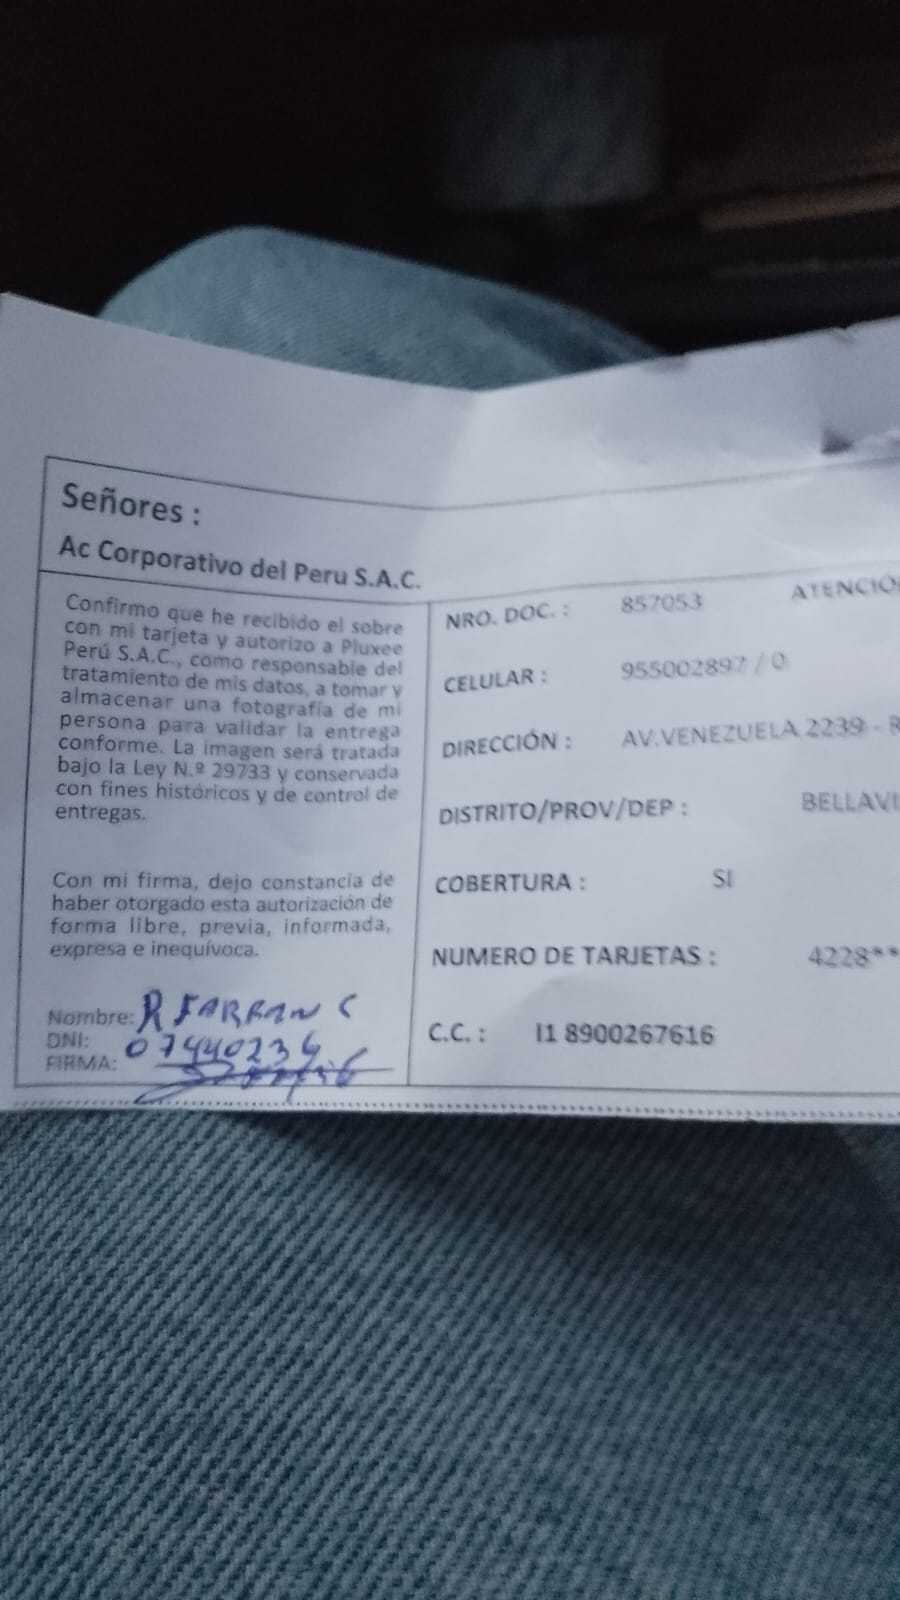 Señores :
Ac Corporativo del Peru S.A.C.
Confirmo que he recibido el sobre
con mi tarjeta y autorizo a Pluxee
Perú S.A.C., como responsable del
tratamiento de mis datos, a tomar y
almacenar una fotografía de mi
persona para validar la entrega
conforme. La imagen será tratada
bajo la Ley N.º 29733 y conservada
con fines históricos y de control de
entregas.
Con mi firma, dejo constancia de
haber otorgado esta autorización de
forma libre, previa, informada,
expresa e inequívoca.
Nombre: R FARRAN C
DNI: 07440234
FIRMA:
NRO. DOC. : 857053 ATENCIÓ
CELULAR : 955002897 / 0
DIRECCIÓN : AV.VENEZUELA 2239 - R
DISTRITO/PROV/DEP : BELLAVI
COBERTURA : SI
NUMERO DE TARJETAS : 4228**
C.C. : I1 8900267616